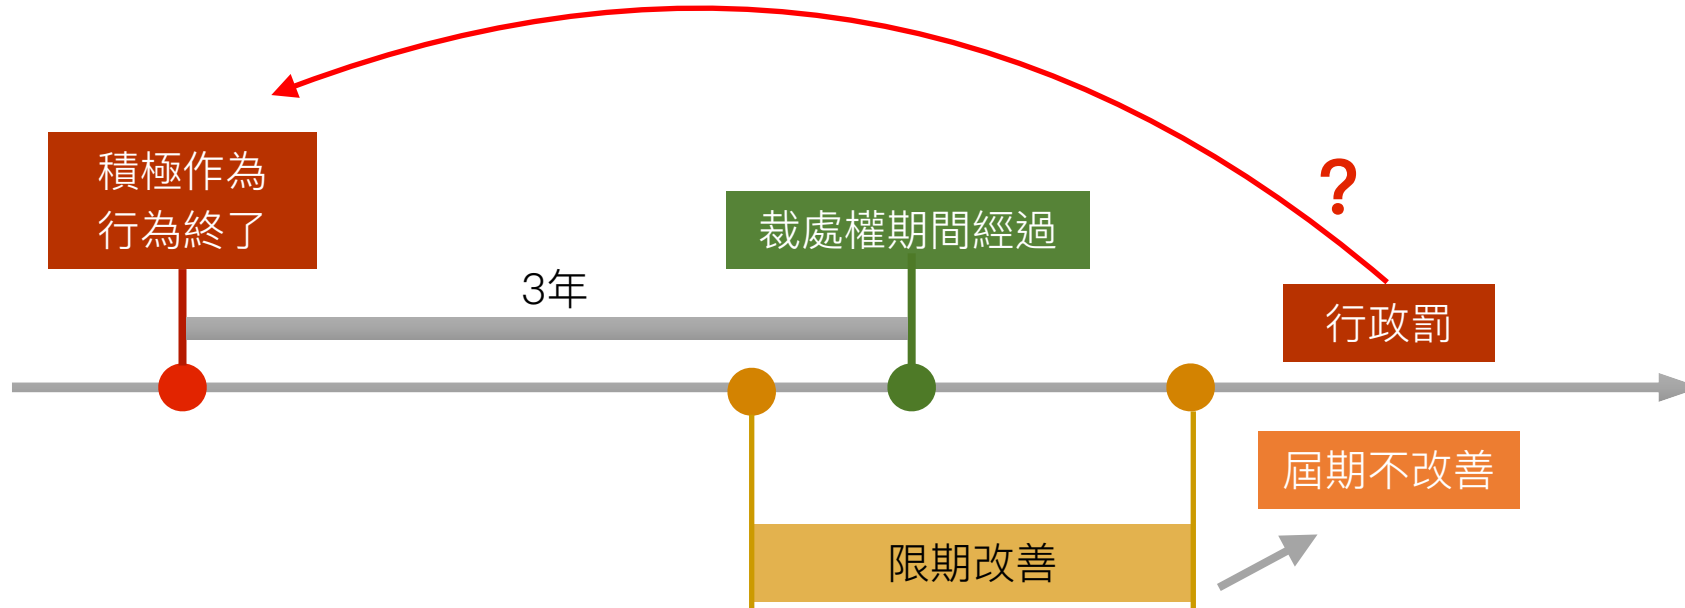 積極作為
行為終了
3年
裁處權期間經過
?
行政罰
屆期不改善
限期改善